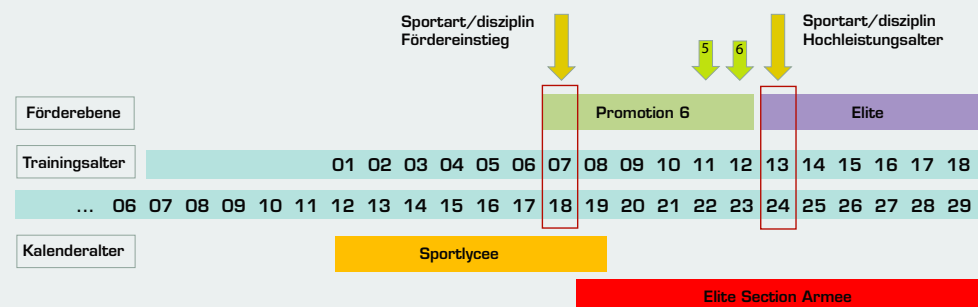 Sportart/disziplin
Fördereinstieg
Sportart/disziplin
Hochleistungsalter
5
6
Förderebene
Promotion 6
Elite
Trainingsalter
01 02 03 04 05 06 07 08 09 10 11 12 13 14 15 16 17 18
... 06 07 08 09 10 11 12 13 14 15 16 17 18 19 20 21 22 23 24 25 26 27 28 29
Kalenderalter
Sportlycee
Elite Section Armee